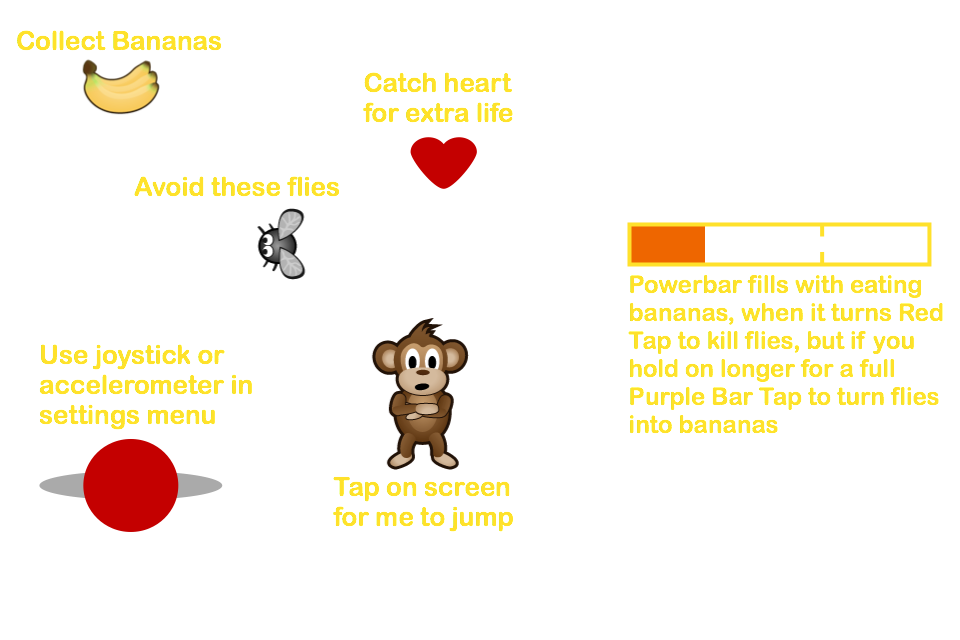 Collect Bananas
Catch heart
for extra life
Avoid these flies
Powerbar fills with eating
bananas, when it turns Red
Tap to kill flies, but if you
hold on longer for a full
Purple Bar Tap to turn flies
into bananas
Use joystick or
accelerometer in
settings menu
Tap on screen
for me to jump